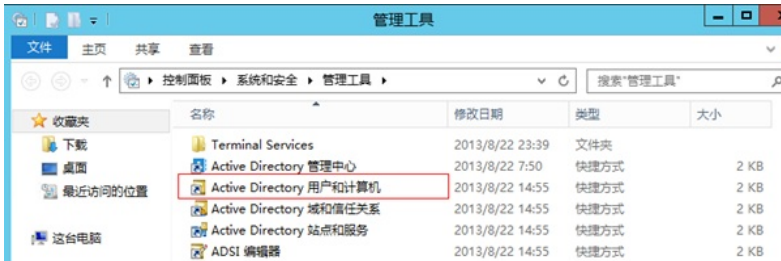 管理工具
文件 主页 共享 查看
控制面板 系统和安全 管理工具 搜索"管理工具"
名称 修改日期 类型 大小
收藏夹
下载
桌面
最近访问的位置
这台电脑
Terminal Services 2013/8/22 23:39 文件夹
Active Directory 管理中心 2013/8/22 7:50 快捷方式 2 KB
Active Directory 用户和计算机 2013/8/22 14:55 快捷方式 2 KB
Active Directory 域和信任关系 2013/8/22 14:55 快捷方式 2 KB
Active Directory 站点和服务 2013/8/22 14:55 快捷方式 2 KB
ADSI 编辑器 2013/8/22 14:55 快捷方式 2 KB